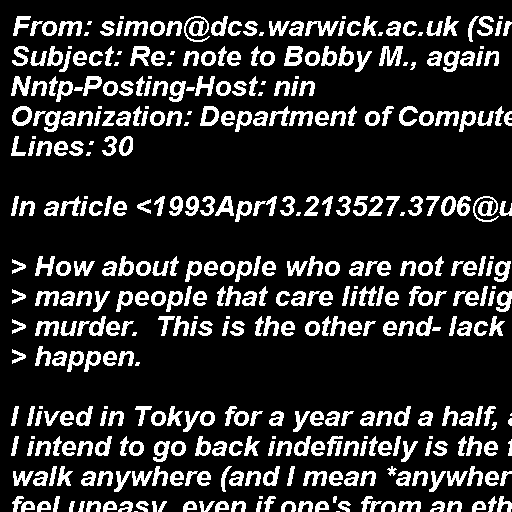 From: simon@dcs.warwick.ac.uk (Sim
Subject: Re: note to Bobby M., again
Nntp-Posting-Host: nin
Organization: Department of Compute
Lines: 30

In article <1993Apr13.213527.3706@u

> How about people who are not relig
> many people that care little for relig
> murder.  This is the other end- lack
> happen.

I lived in Tokyo for a year and a half,
I intend to go back indefinitely is the
walk anywhere (and I mean *anywher
feel uneasy, even if one's from an eth